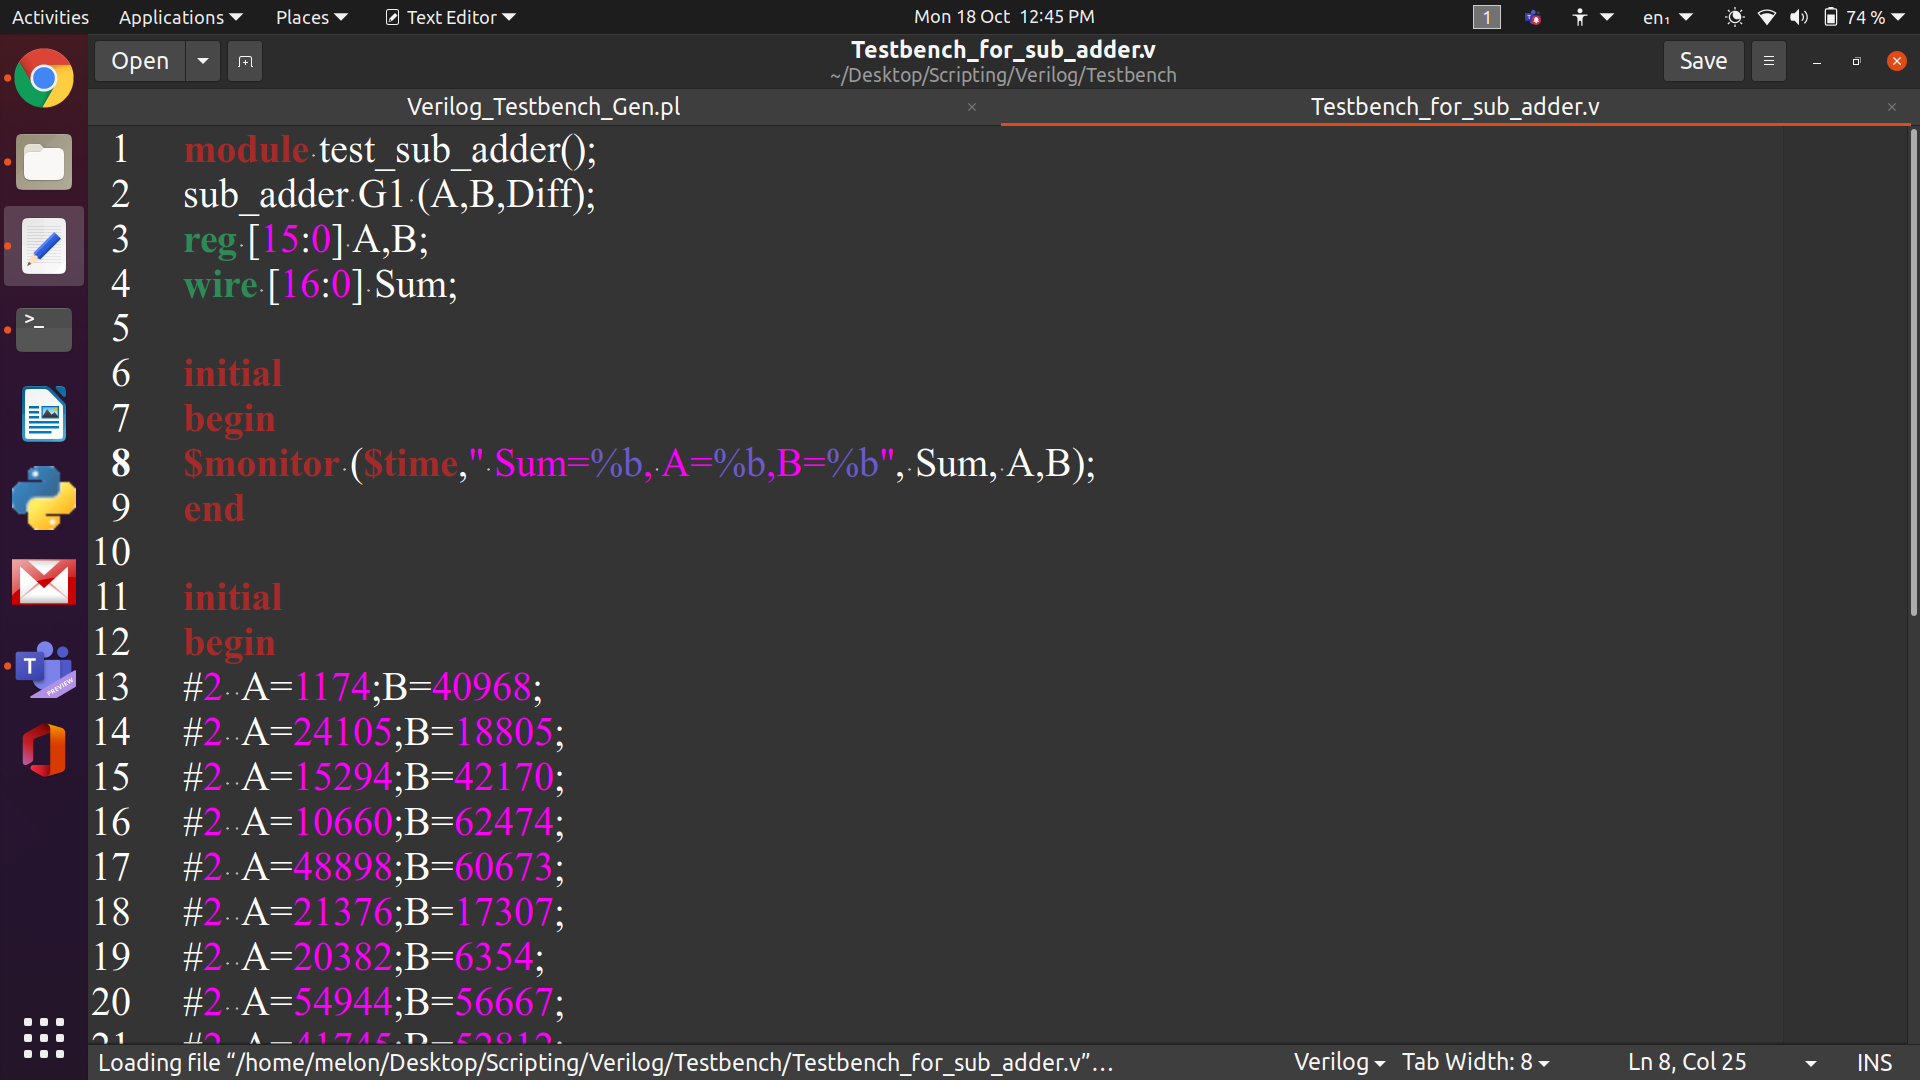 Activities Applications Places Text Editor Mon 18 Oct 12:45 PM 1 en₁ 74 %
Open Testbench_for_sub_adder.v Save
~/Desktop/Scripting/Verilog/Testbench
Verilog_Testbench_Gen.pl × Testbench_for_sub_adder.v ×
1 module test_sub_adder();
2 sub_adder G1 (A,B,Diff);
3 reg [15:0] A,B;
4 wire [16:0] Sum;
5
6 initial
7 begin
8 $monitor ($time," Sum=%b, A=%b,B=%b", Sum, A,B);
9 end
10
11 initial
12 begin
13 #2 A=1174;B=40968;
14 #2 A=24105;B=18805;
15 #2 A=15294;B=42170;
16 #2 A=10660;B=62474;
17 #2 A=48898;B=60673;
18 #2 A=21376;B=17307;
19 #2 A=20382;B=6354;
20 #2 A=54944;B=56667;
21 #2 A=41745;B=52812;
>_
T
PREVIEW
Loading file “/home/melon/Desktop/Scripting/Verilog/Testbench/Testbench_for_sub_adder.v”… Verilog Tab Width: 8 Ln 8, Col 25 INS